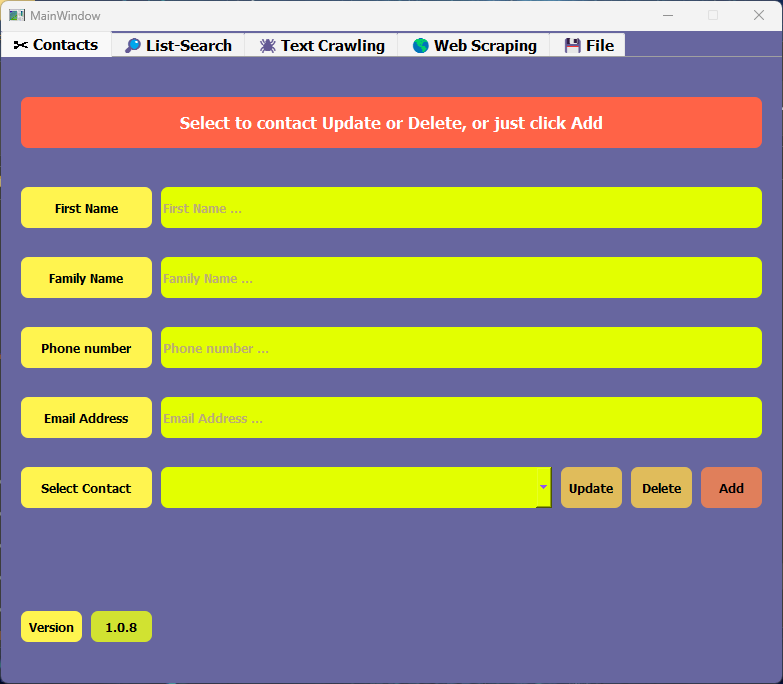 MainWindow
Contacts
List-Search
Text Crawling
Web Scraping
File
Select to contact Update or Delete, or just click Add
First Name
First Name ...
Family Name
Family Name ...
Phone number
Phone number ...
Email Address
Email Address ...
Select Contact
Update
Delete
Add
Version
1.0.8